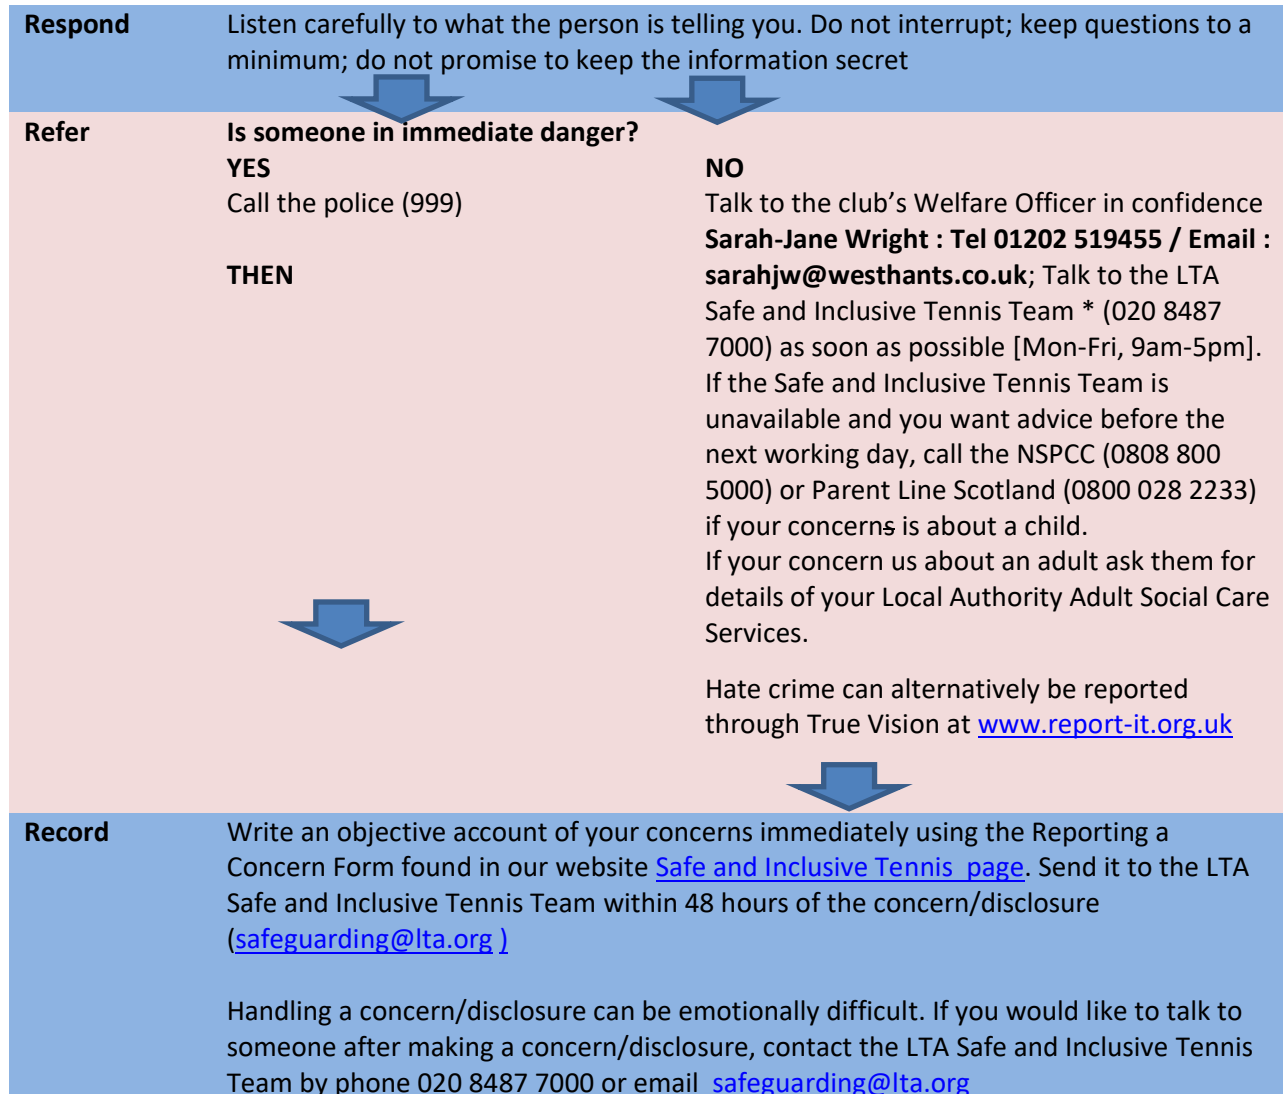 Respond
Listen carefully to what the person is telling you. Do not interrupt; keep questions to a
minimum; do not promise to keep the information secret
Refer
Is someone in immediate danger?
YES
Call the police (999)
THEN
NO
Talk to the club's Welfare Officer in confidence
Sarah-Jane Wright : Tel 01202 519455 / Email :
sarahjw@westhants.co.uk; Talk to the LTA
Safe and Inclusive Tennis Team * (020 8487
7000) as soon as possible [Mon-Fri, 9am-5pm].
If the Safe and Inclusive Tennis Team is
unavailable and you want advice before the
next working day, call the NSPCC (0808 800
5000) or Parent Line Scotland (0800 028 2233)
if your concerns is about a child.
If your concern us about an adult ask them for
details of your Local Authority Adult Social Care
Services.
Hate crime can alternatively be reported
through True Vision at www.report-it.org.uk
Record
Write an objective account of your concerns immediately using the Reporting a
Concern Form found in our website Safe and Inclusive Tennis  page. Send it to the LTA
Safe and Inclusive Tennis Team within 48 hours of the concern/disclosure
(safeguarding@lta.org )
Handling a concern/disclosure can be emotionally difficult. If you would like to talk to
someone after making a concern/disclosure, contact the LTA Safe and Inclusive Tennis
Team by phone 020 8487 7000 or email  safeguarding@lta.org